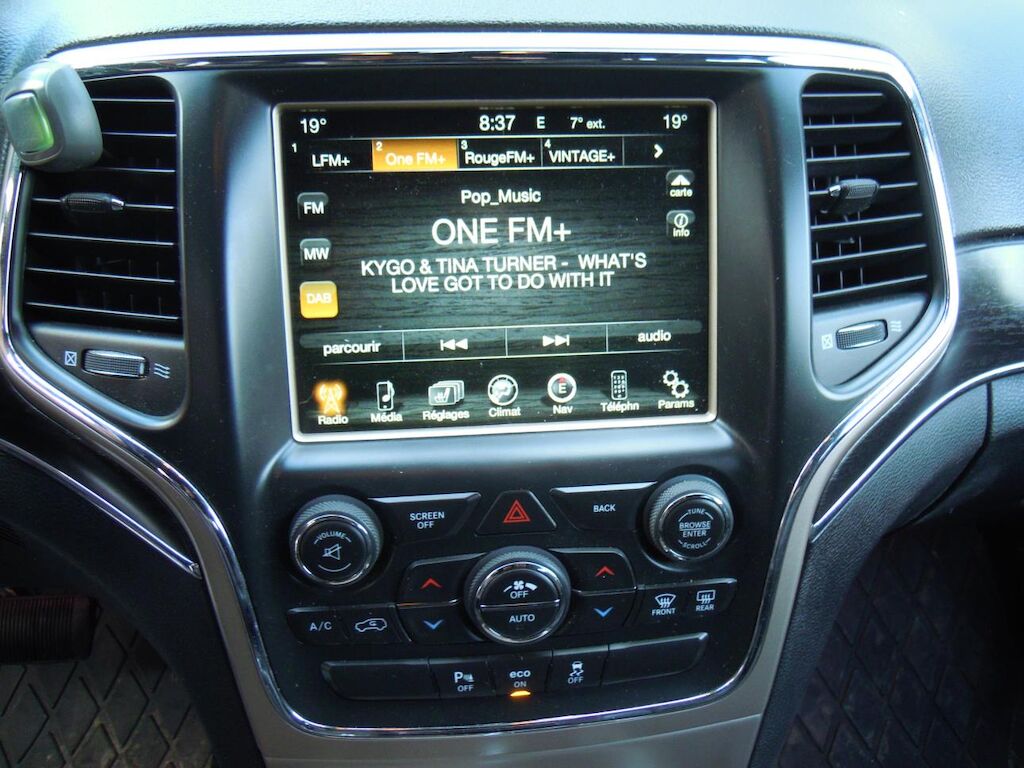 19° 8:37 E 7° ext. 19°
1 LFM+ 2 One FM+ 3 RougeFM+ 4 VINTAGE+
Pop_Music
carte
FM
ONE FM+
info
MW
KYGO & TINA TURNER - WHAT'S
LOVE GOT TO DO WITH IT
DAB
parcourir audio
Radio Média Réglages Climat E Nav Téléphn Params
SCREEN
OFF
BACK
VOLUME
TUNE
BROWSE
ENTER
SCROLL
OFF
AUTO
A/C
FRONT
REAR
P OFF
eco
ON
OFF